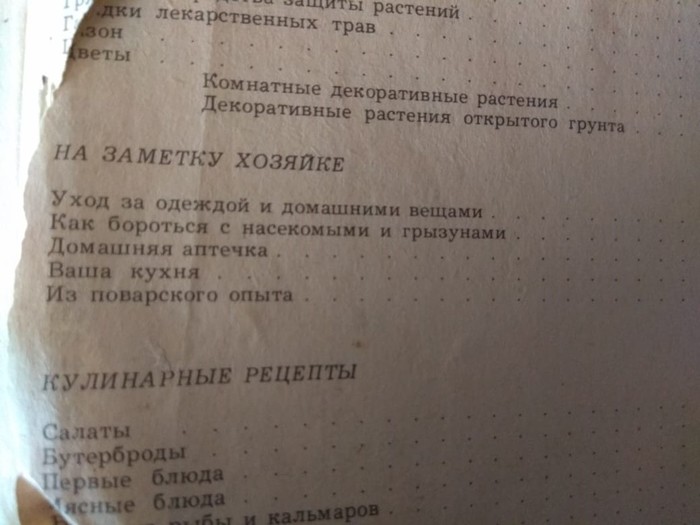 защиты растений
лекарственных трав
Цветы
Комнатные декоративные растения
Декоративные растения открытого грунта
НА ЗАМЕТКУ ХОЗЯЙКЕ
Уход за одеждой и домашними вещами
Как бороться с насекомыми и грызунами
Домашняя аптечка
Ваша кухня
Из поварского опыта
КУЛИНАРНЫЕ РЕЦЕПТЫ
Салаты
Бутерброды
Первые блюда
Мясные блюда
рыбы и кальмаров